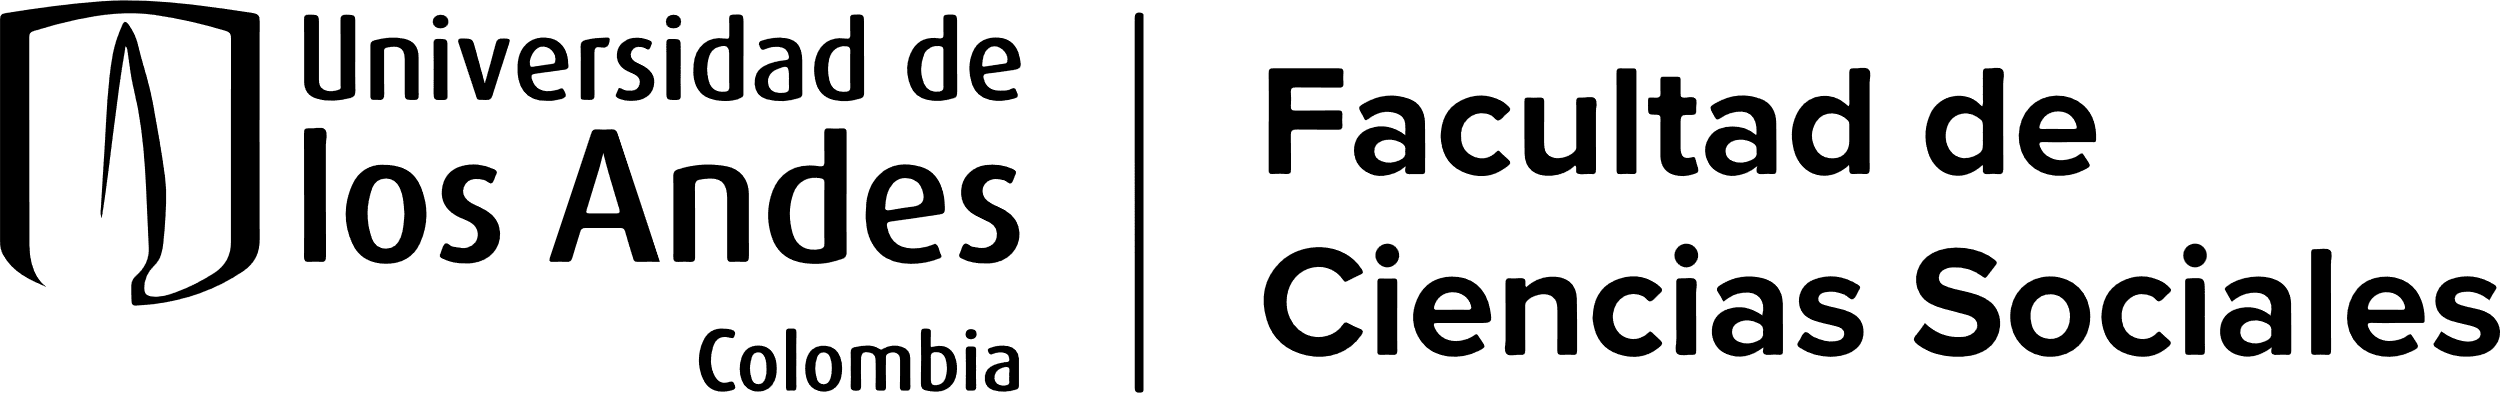 Universidad de
los Andes
Colombia
Facultad de
Ciencias Sociales